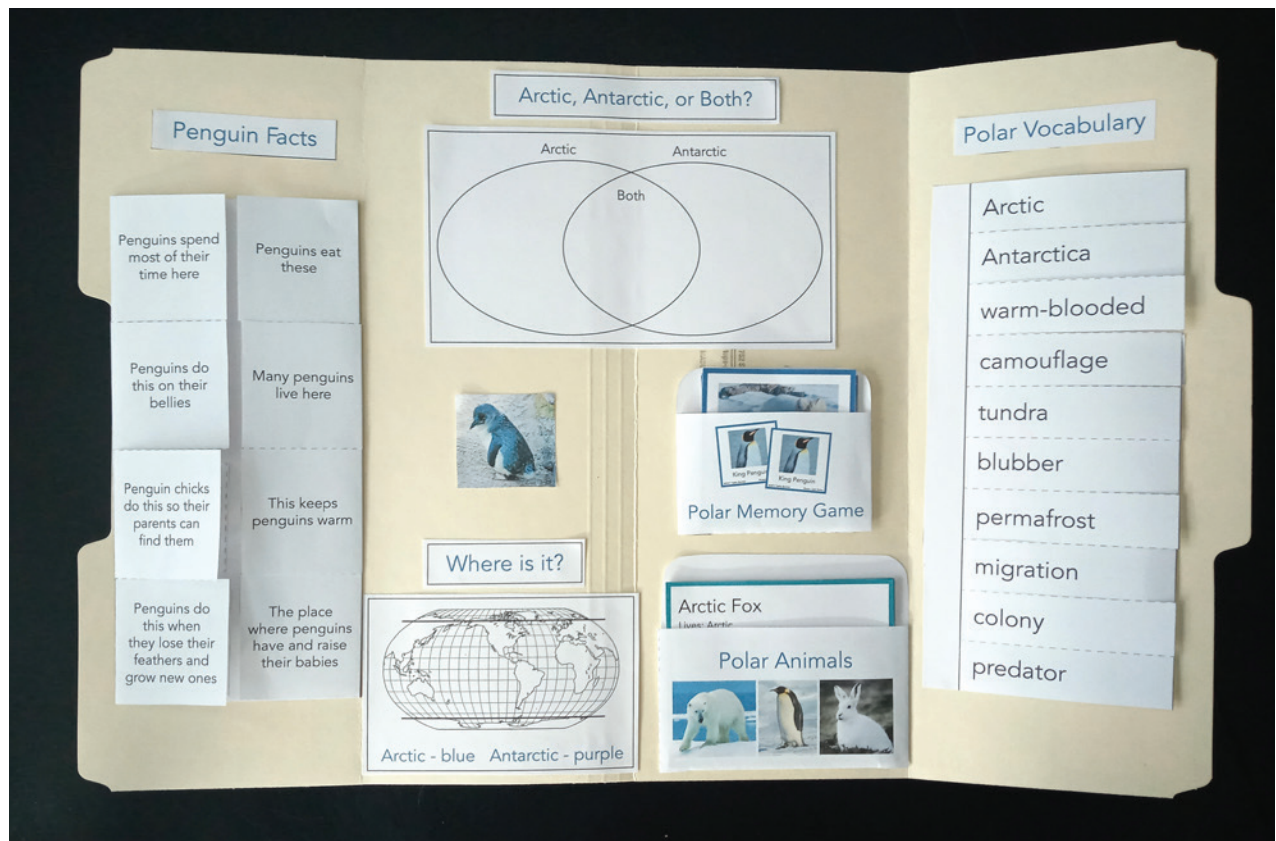 Penguin Facts
Penguins spend
most of their
time here
Penguins eat
these
Penguins do
this on their
bellies
Many penguins
live here
Penguin chicks
do this so their
parents can
find them
This keeps
penguins warm
Penguins do
this when
they lose their
feathers and
grow new ones
The place
where penguins
have and raise
their babies
Arctic, Antarctic, or Both?
Arctic
Antarctic
Both
King Penguin
King Penguin
Polar Memory Game
Where is it?
Arctic - blue Antarctic - purple
Arctic Fox
Lives: Arctic
Polar Animals
Polar Vocabulary
Arctic
Antarctica
warm-blooded
camouflage
tundra
blubber
permafrost
migration
colony
predator